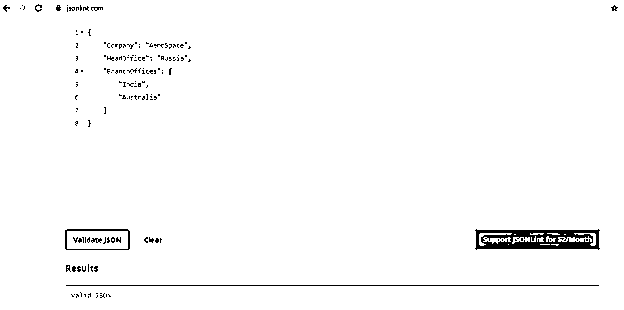 jsonlint.com
1 {
2 "Company": "AeroSpace",
3 "HeadOffice": "Russia",
4 "BranchOffices": [
5 "India",
6 "Australia"
7 ]
8 }
Validate JSON Clear Support JSONLint for $2/Month
Results
Valid JSON